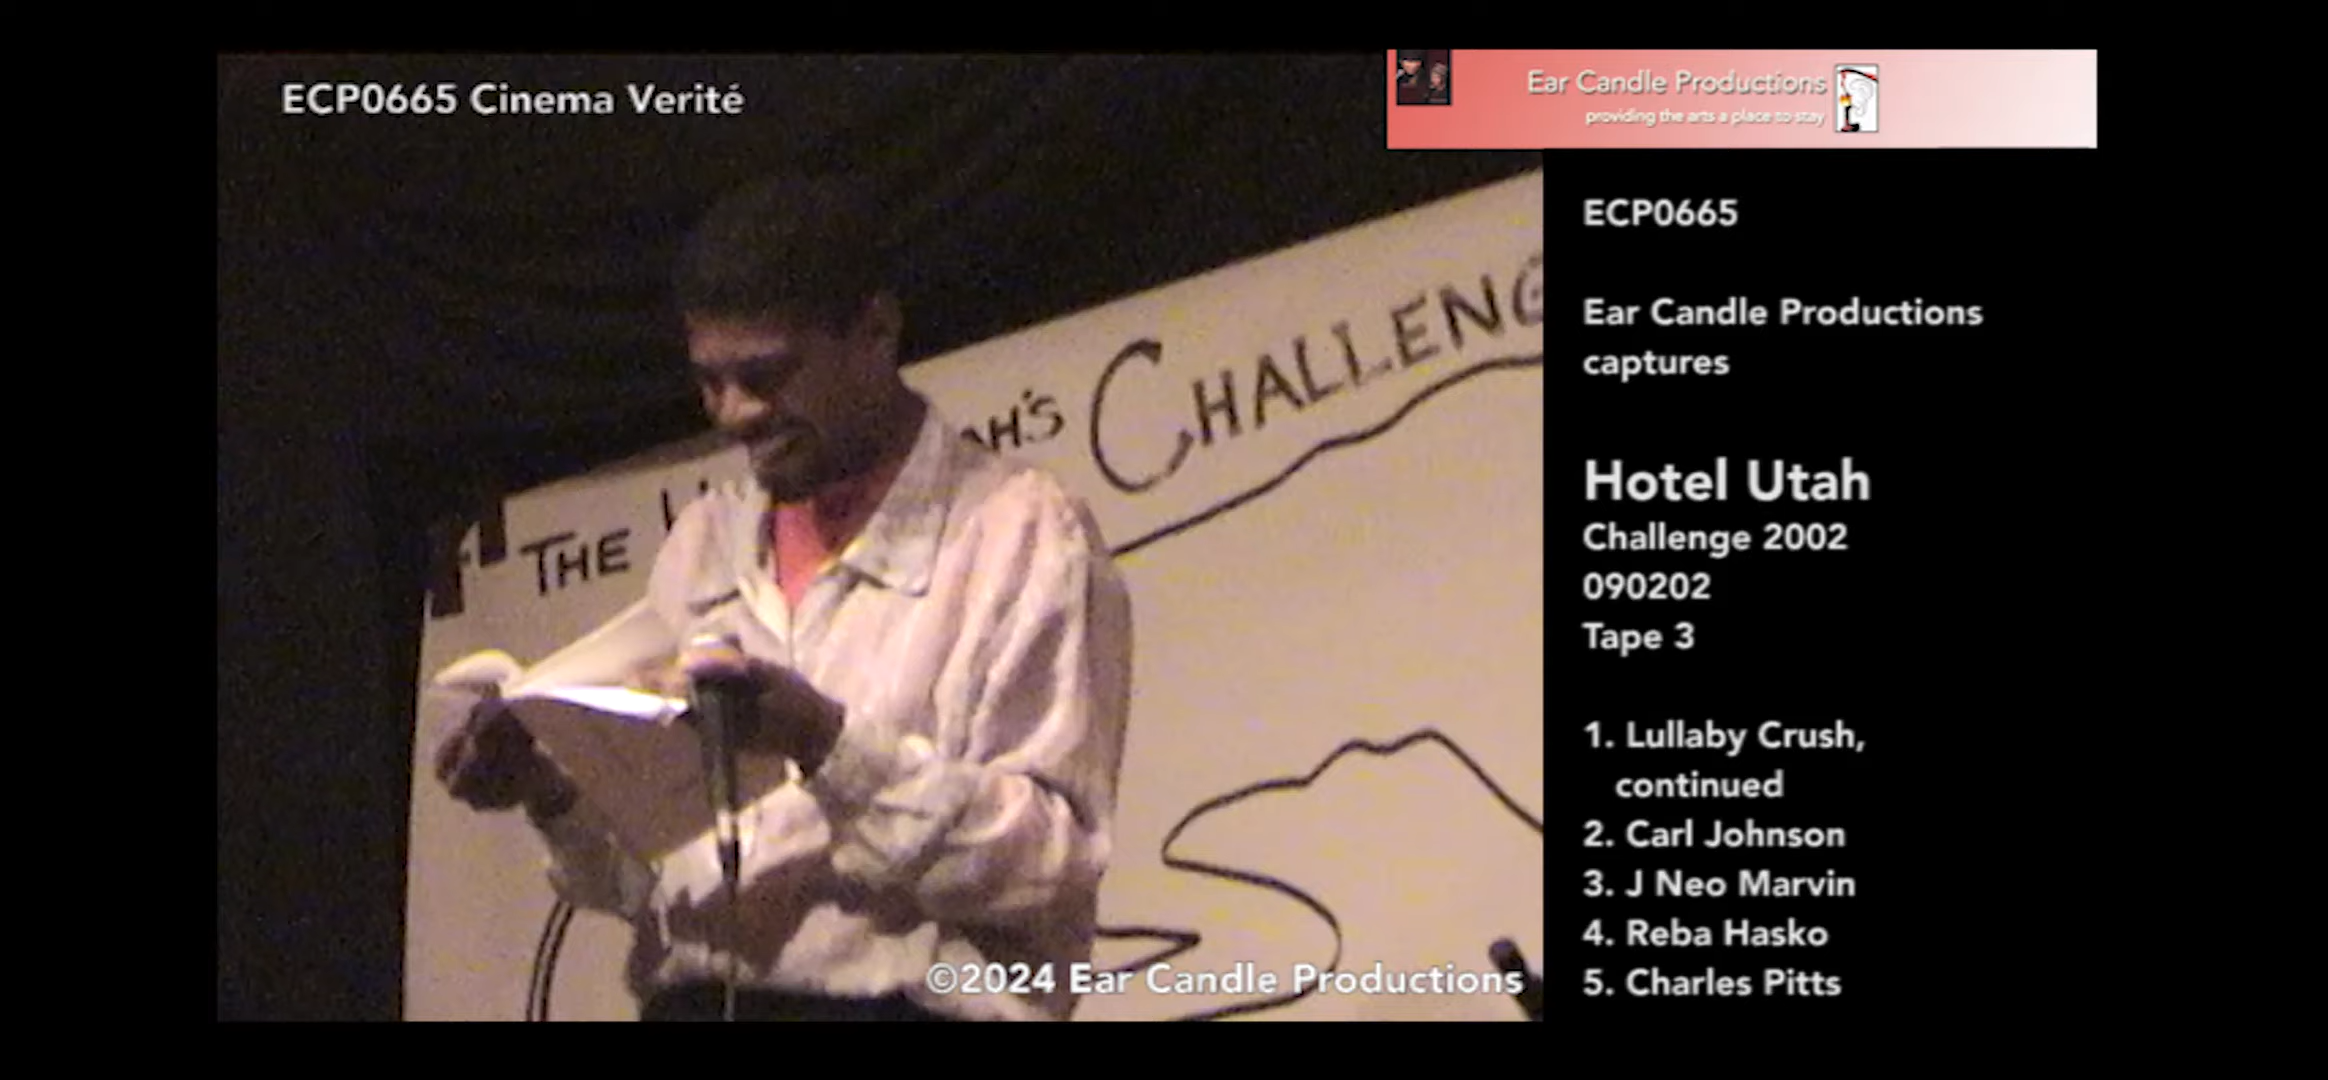 ECP0665 Cinema Verité
Ear Candle Productions
providing the arts a place to stay
THE
AH'S CHALLENG
©2024 Ear Candle Productions
ECP0665
Ear Candle Productions
captures
Hotel Utah
Challenge 2002
090202
Tape 3
1. Lullaby Crush,
continued
2. Carl Johnson
3. J Neo Marvin
4. Reba Hasko
5. Charles Pitts